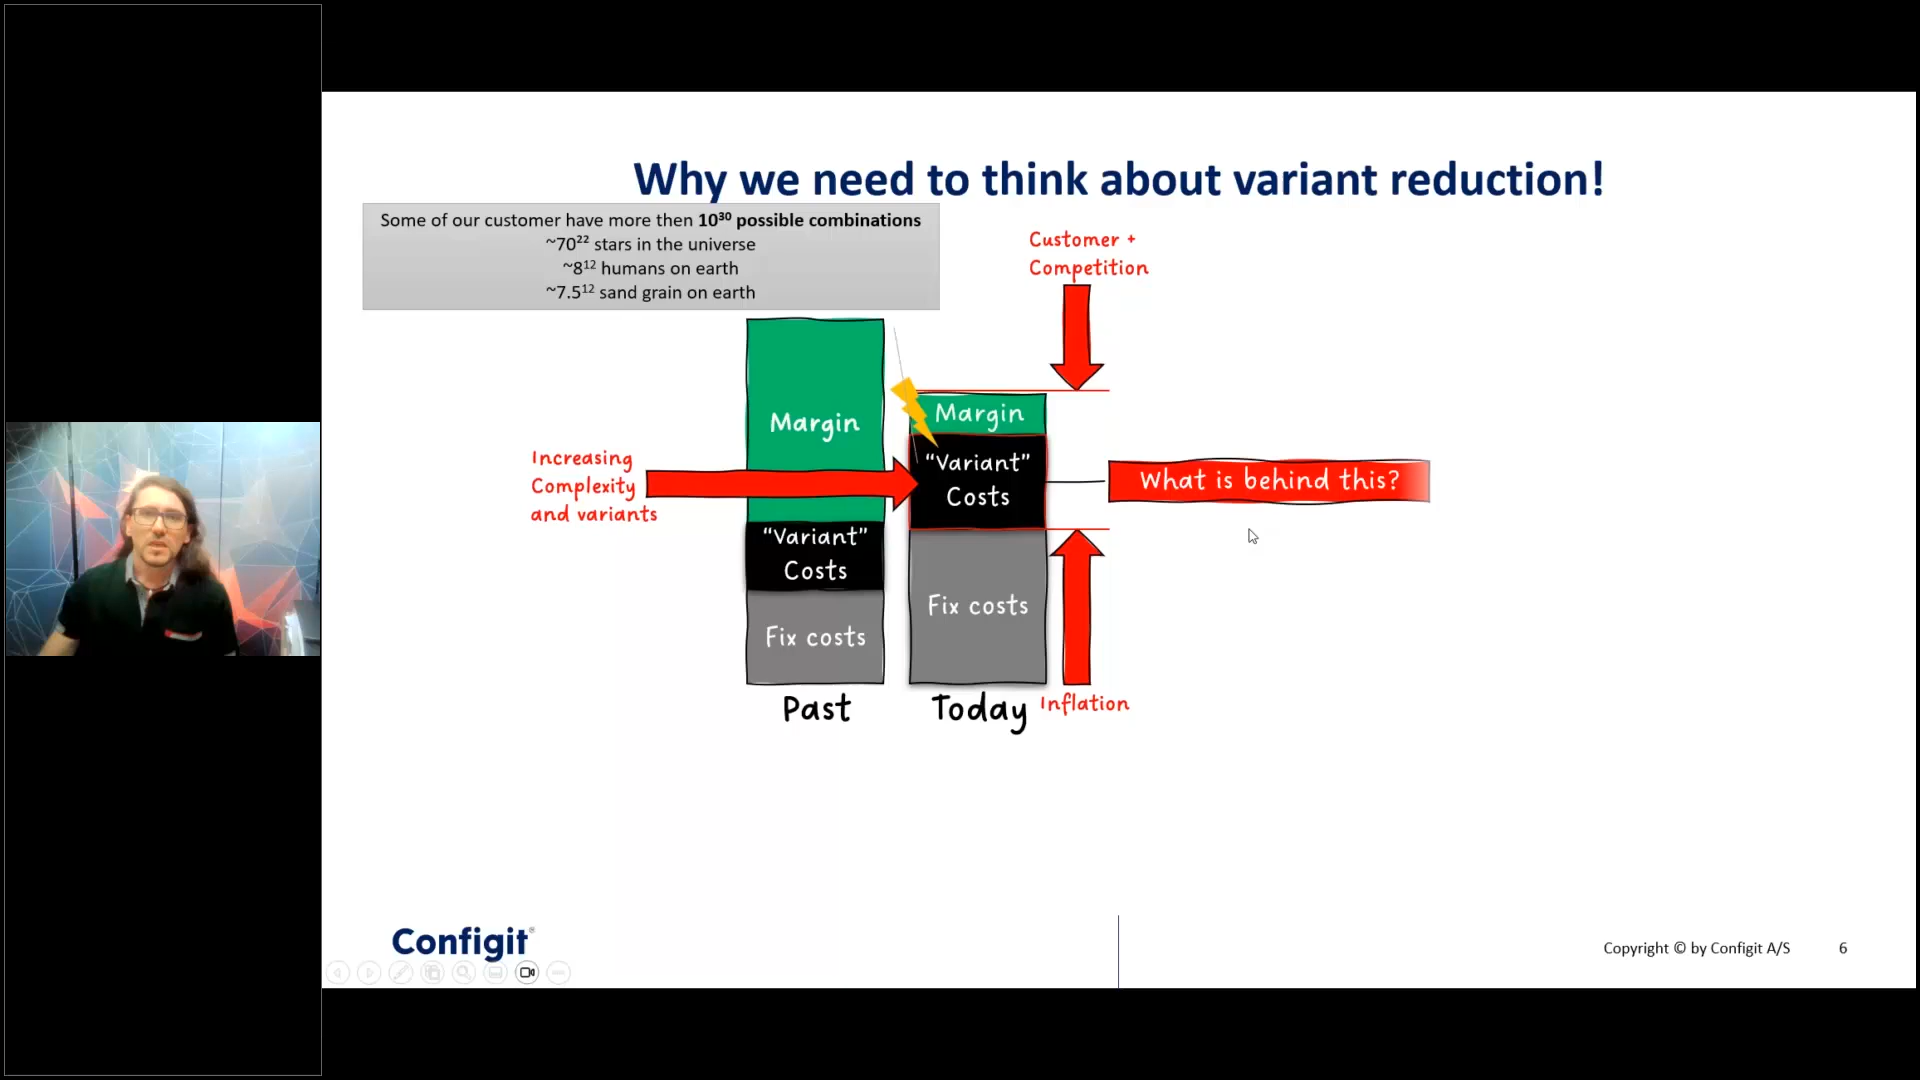 Why we need to think about variant reduction!
Some of our customer have more then 10³⁰ possible combinations
~70²² stars in the universe
~8¹² humans on earth
~7.5¹² sand grain on earth
Customer +
Competition
Margin
Margin
"Variant"
Costs
Increasing
Complexity
and variants
What is behind this?
"Variant"
Costs
Fix costs
Fix costs
Past
Today
Inflation
Configit®
Copyright © by Configit A/S
6